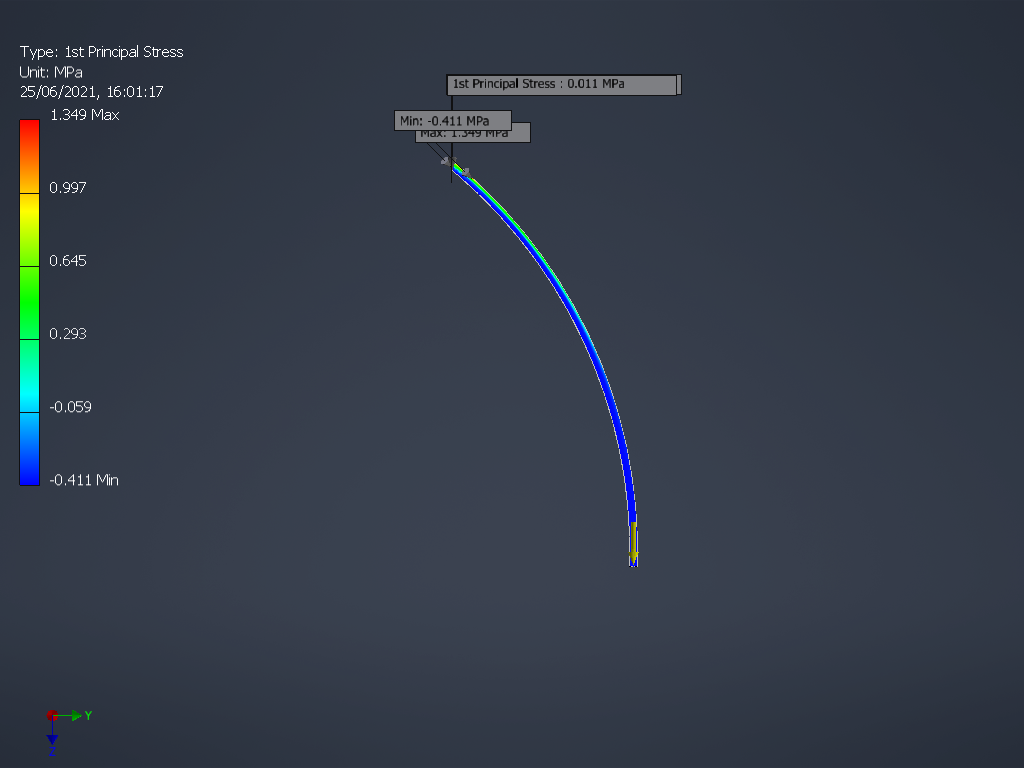 Type: 1st Principal Stress
Unit: MPa
25/06/2021, 16:01:17
1.349 Max
0.997
0.645
0.293
-0.059
-0.411 Min
1st Principal Stress : 0.011 MPa
Min: -0.411 MPa
Max: 1.349 MPa
Y
Z